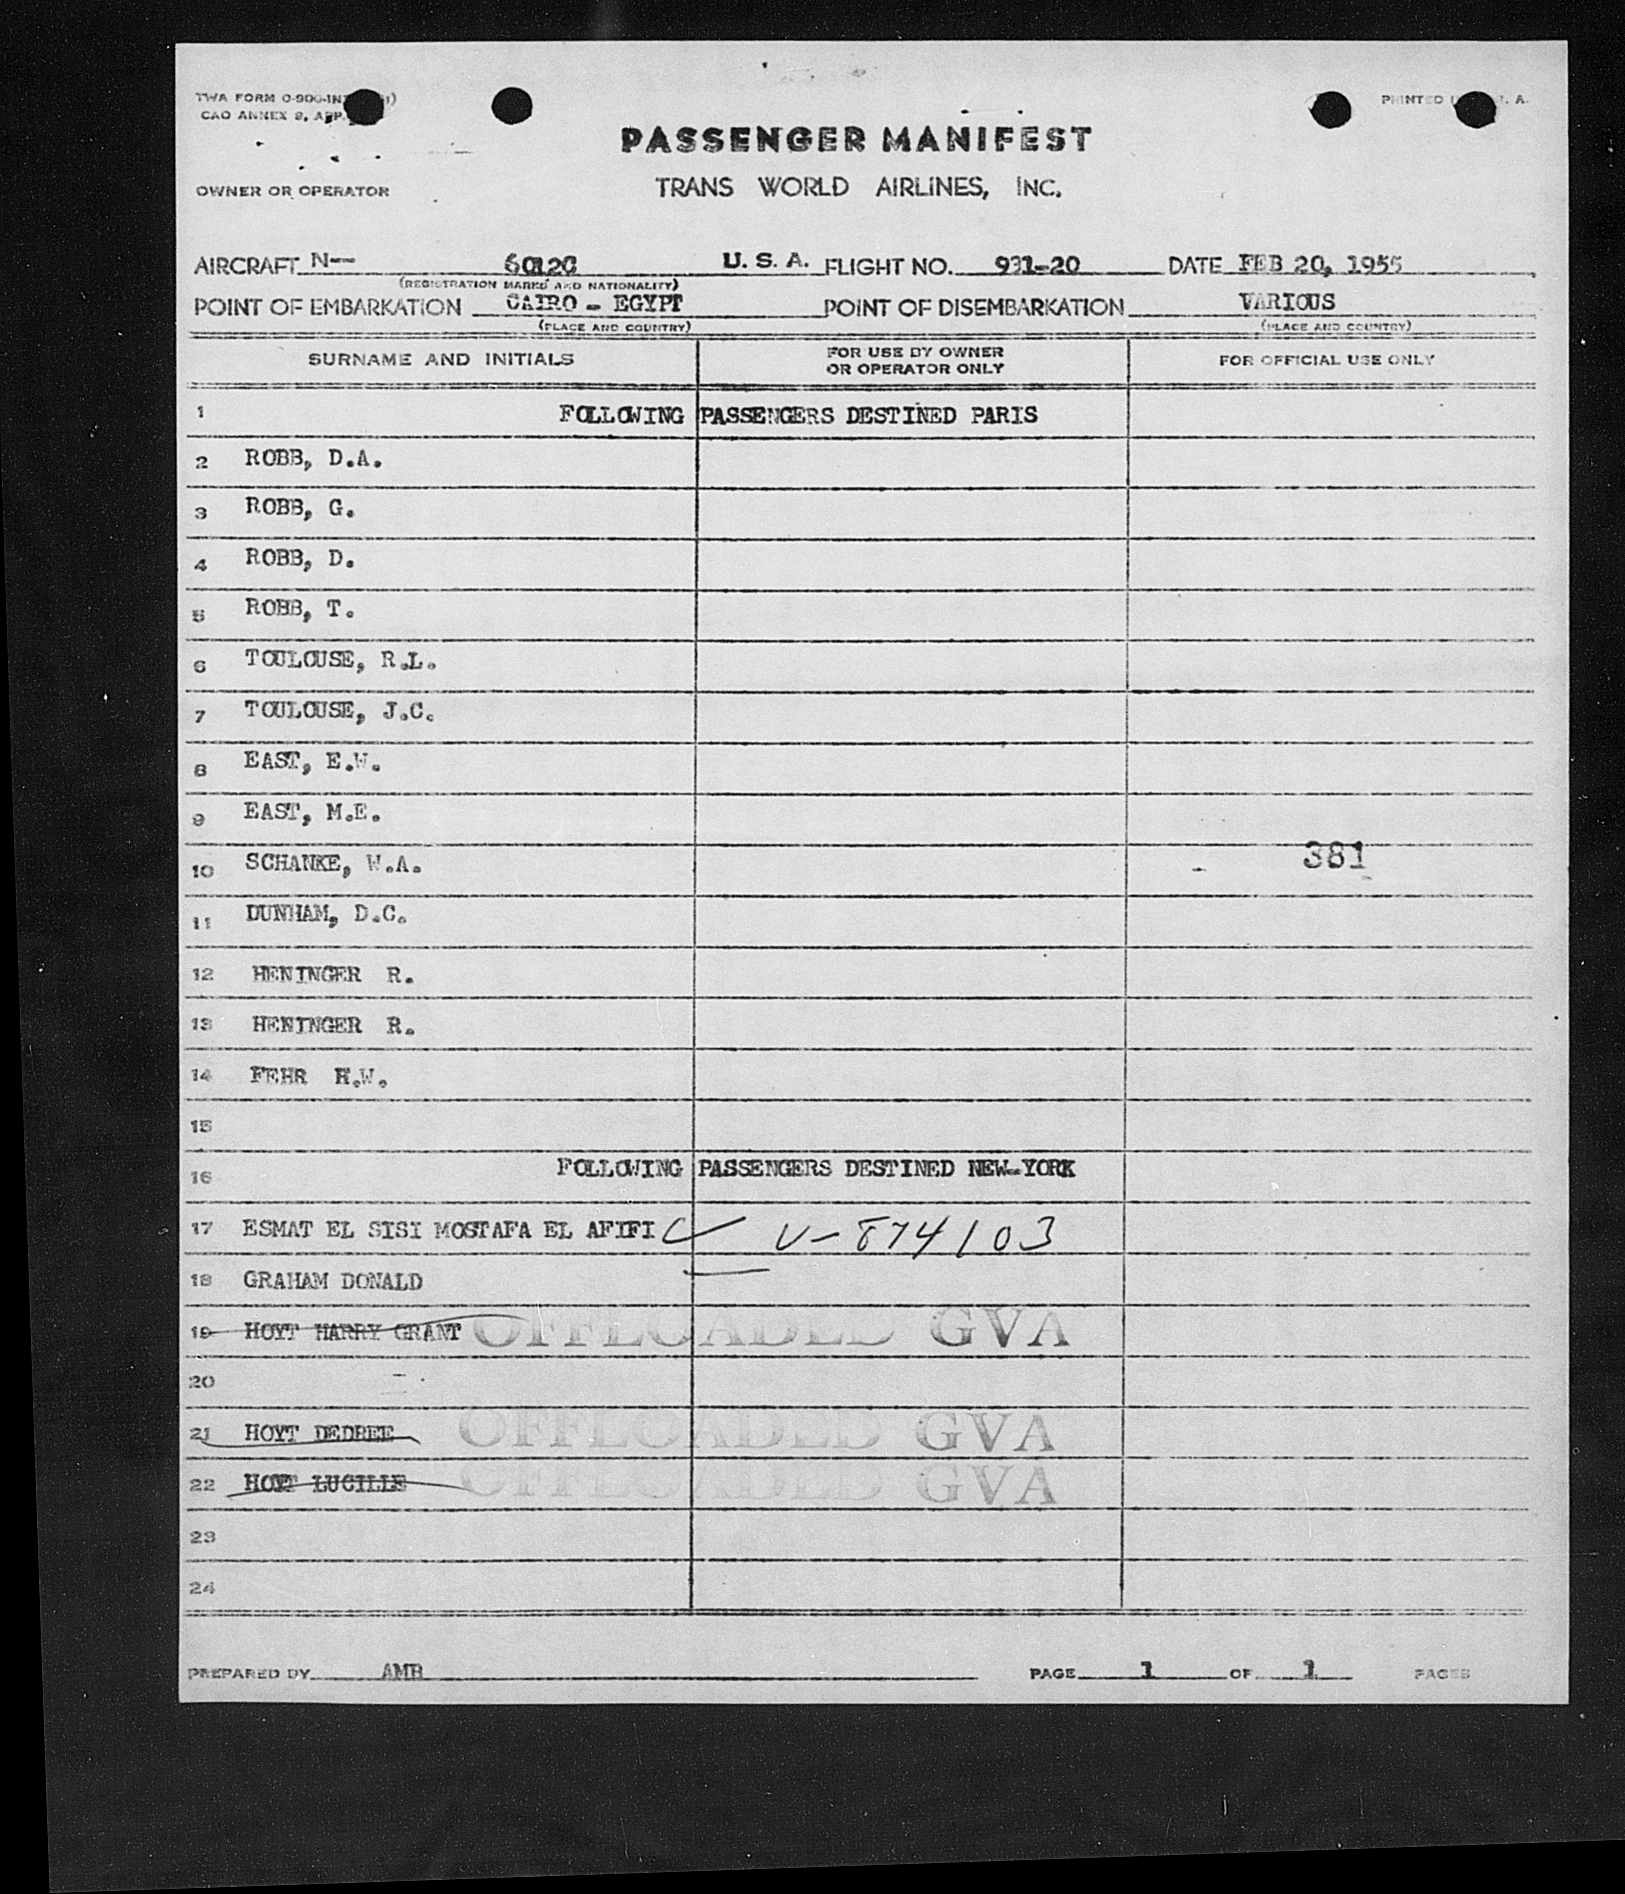 TWA FORM
PRINTED
CAO ANNEX 9, APP.
PASSENGER MANIFEST
OWNER OR OPERATOR
TRANS WORLD AIRLINES, INC.
AIRCRAFT N-- 6012C U. S. A. FLIGHT NO. 931-20 DATE FEB 20, 1955
(REGISTRATION MARKS AND NATIONALITY)
POINT OF EMBARKATION CAIRO - EGYPT POINT OF DISEMBARKATION VARIOUS
(PLACE AND COUNTRY) (PLACE AND COUNTRY)
SURNAME AND INITIALS FOR USE BY OWNER OR OPERATOR ONLY FOR OFFICIAL USE ONLY
1 FOLLOWING PASSENGERS DESTINED PARIS
2 ROBB, D.A.
3 ROBB, G.
4 ROBB, D.
5 ROBB, T.
6 TOULOUSE, R.L.
7 TOULOUSE, J.C.
8 EAST, E.W.
9 EAST, M.E.
10 SCHANKE, W.A. 381
11 DUNHAM, D.C.
12 HENINGER R.
13 HENINGER R.
14 FEHR H.W.
15
16 FOLLOWING PASSENGERS DESTINED NEW-YORK
17 ESMAT EL SISI MOSTAFA EL AFIFI V-874103
18 GRAHAM DONALD
19 HOYT HARRY GRANT OFFLOADED GVA
20
21 HOYT DEDREE OFFLOADED GVA
22 HOYT LUCILLE OFFLOADED GVA
23
24
PREPARED BY AMB PAGE 1 OF 1 PAGES